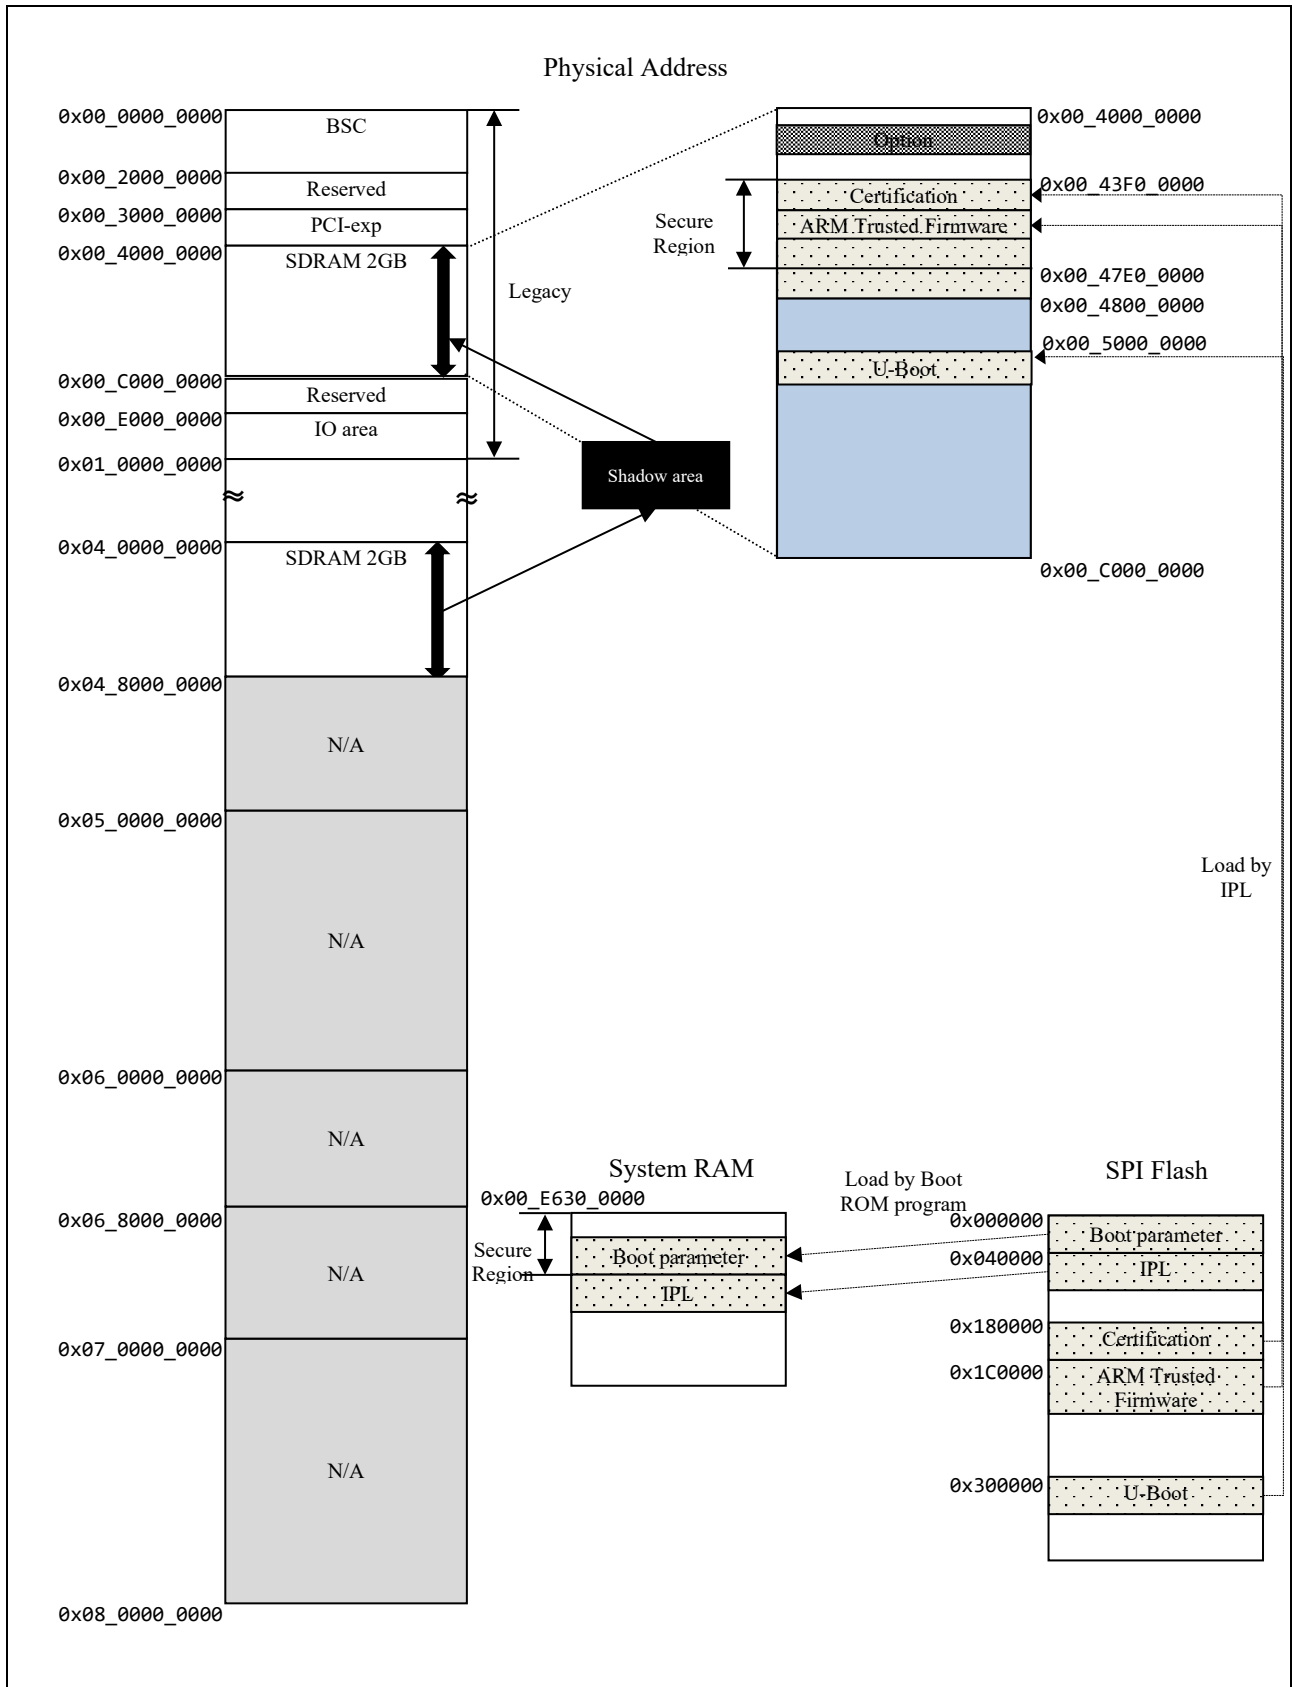 Physical Address
0x00_0000_0000
BSC
0x00_2000_0000
Reserved
0x00_3000_0000
PCI-exp
0x00_4000_0000
SDRAM 2GB
Legacy
0x00_C000_0000
Reserved
0x00_E000_0000
IO area
0x01_0000_0000
≈
≈
0x04_0000_0000
SDRAM 2GB
0x04_8000_0000
N/A
0x05_0000_0000
N/A
0x06_0000_0000
N/A
0x06_8000_0000
N/A
0x07_0000_0000
N/A
0x08_0000_0000
Shadow area
0x00_4000_0000
Option
0x00_43F0_0000
Certification
Secure
Region
ARM Trusted Firmware
0x00_47E0_0000
0x00_4800_0000
0x00_5000_0000
U-Boot
0x00_C000_0000
Load by
IPL
System RAM
0x00_E630_0000
Secure
Region
Boot parameter
IPL
Load by Boot
ROM program
SPI Flash
0x000000
Boot parameter
0x040000
IPL
0x180000
Certification
0x1C0000
ARM Trusted
Firmware
0x300000
U-Boot